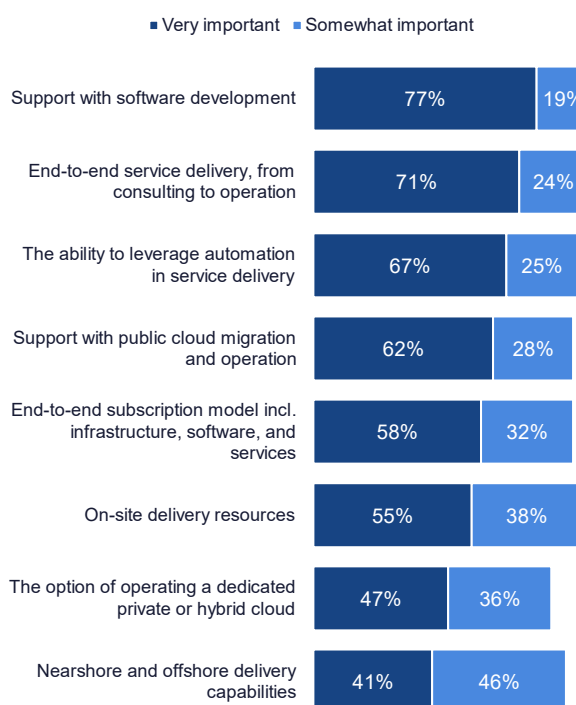 Very important Somewhat important
Support with software development 77% 19%
End-to-end service delivery, from
consulting to operation 71% 24%
The ability to leverage automation
in service delivery 67% 25%
Support with public cloud migration
and operation 62% 28%
End-to-end subscription model incl.
infrastructure, software, and
services 58% 32%
On-site delivery resources 55% 38%
The option of operating a dedicated
private or hybrid cloud 47% 36%
Nearshore and offshore delivery
capabilities 41% 46%